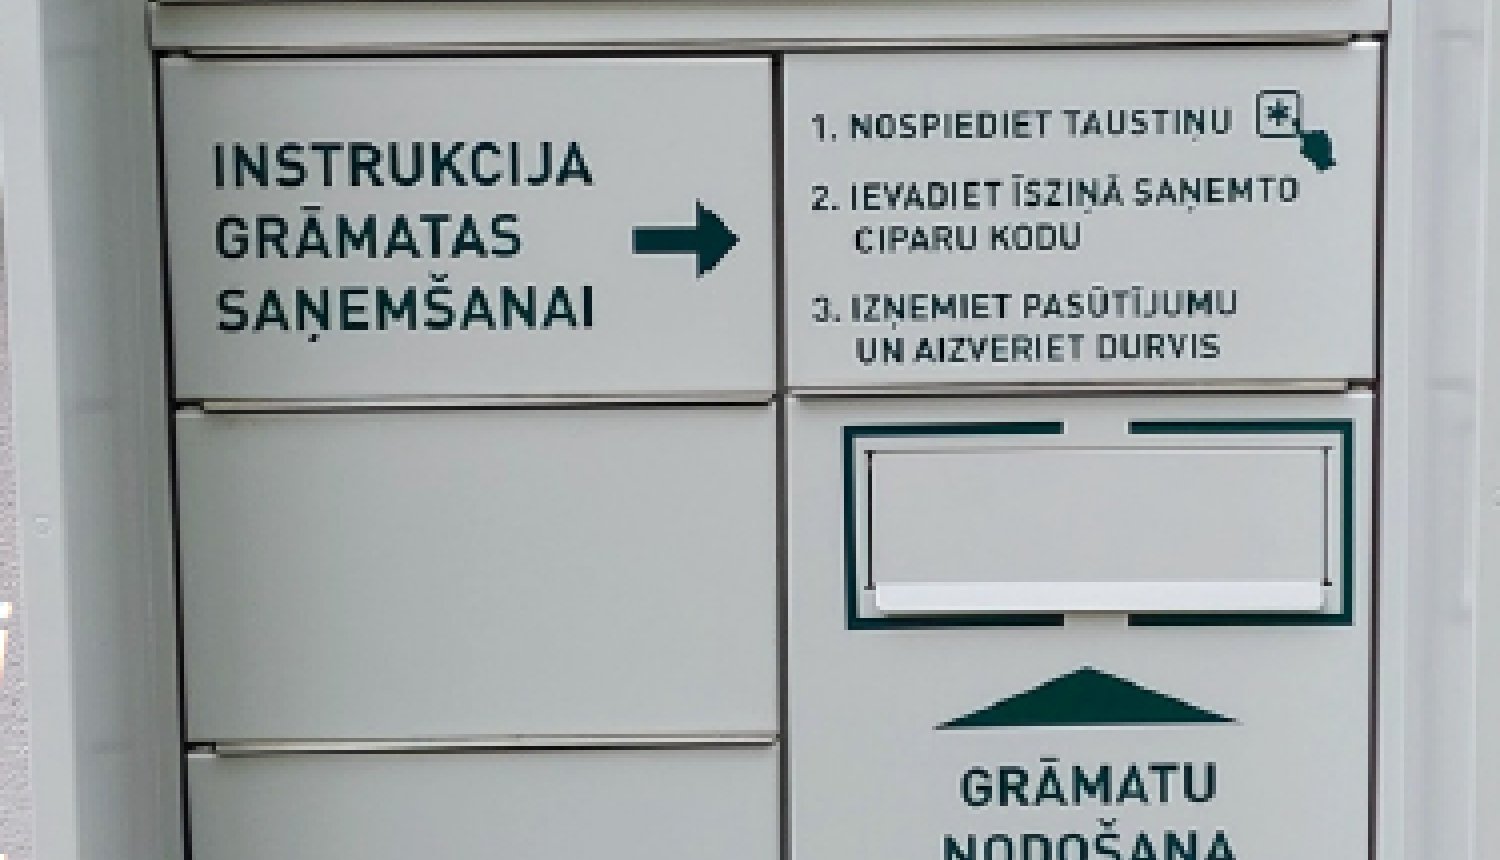 INSTRUKCIJA
GRĀMATAS
SAŅEMŠANAI
1. NOSPIEDIET TAUSTIŅU *
2. IEVADIET ĪSZIŅĀ SAŅEMTO
CIPARU KODU
3. IZŅEMIET PASŪTĪJUMU
UN AIZVERIET DURVIS
GRĀMATU
NODOŠANA